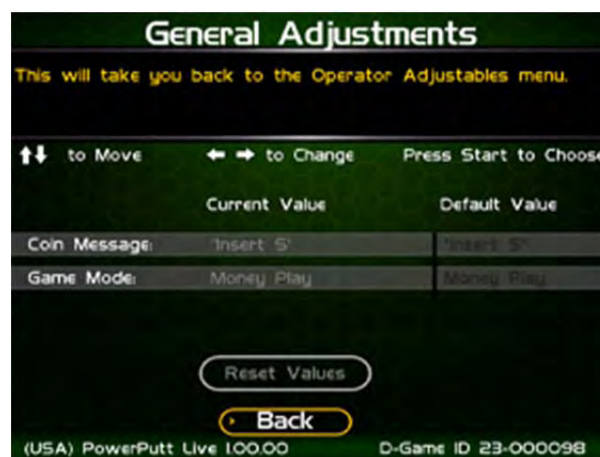 General Adjustments
This will take you back to the Operator Adjustables menu.
to Move to Change Press Start to Choose
Current Value Default Value
Coin Message: 'Insert $' 'Insert $'
Game Mode: Money Play Money Play
Reset Values
Back
(USA) PowerPutt Live 1.00.00 D-Game ID 23-000098